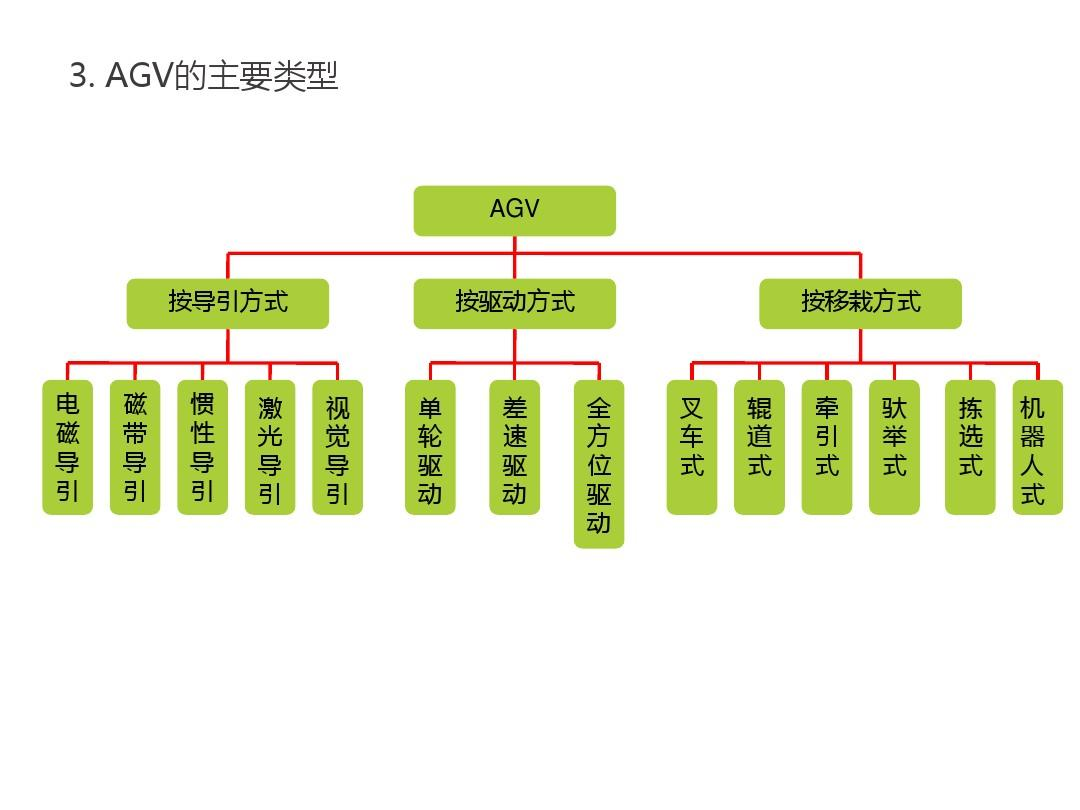 3. AGV的主要类型
AGV
按导引方式
按驱动方式
按移栽方式
电磁导引
磁带导引
惯性导引
激光导引
视觉导引
单轮驱动
差速驱动
全方位驱动
叉车式
辊道式
牵引式
驮举式
拣选式
机器人式